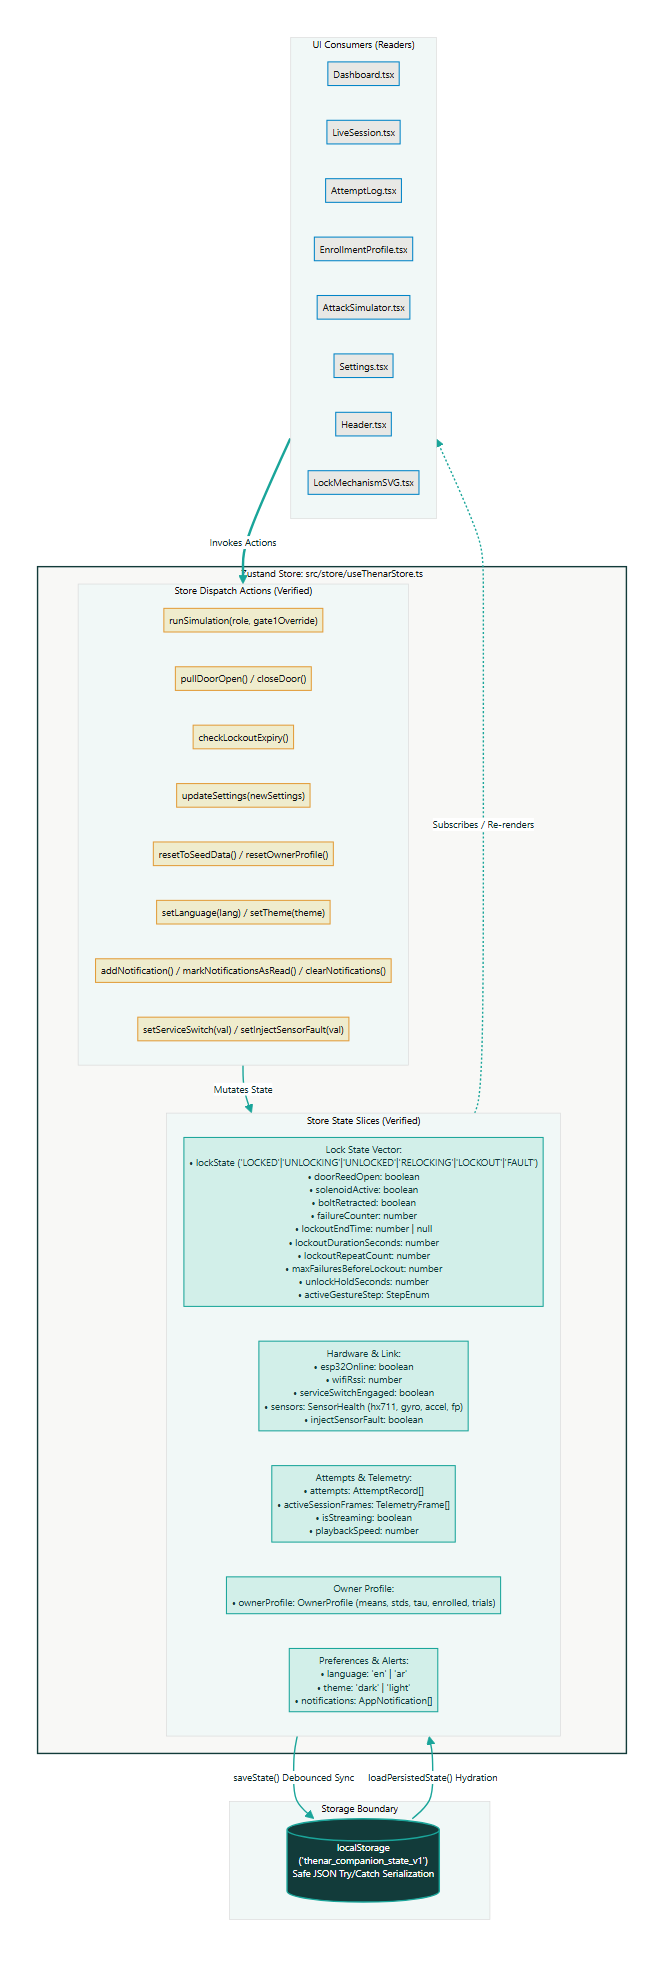 UI Consumers (Readers)
Dashboard.tsx
LiveSession.tsx
AttemptLog.tsx
EnrollmentProfile.tsx
AttackSimulator.tsx
Settings.tsx
Header.tsx
LockMechanismSVG.tsx
Invokes Actions
Zustand Store: src/store/useThenarStore.ts
Store Dispatch Actions (Verified)
runSimulation(role, gate1Override)
pullDoorOpen() / closeDoor()
checkLockoutExpiry()
updateSettings(newSettings)
Subscribes / Re-renders
resetToSeedData() / resetOwnerProfile()
setLanguage(lang) / setTheme(theme)
addNotification() / markNotificationsAsRead() / clearNotifications()
setServiceSwitch(val) / setInjectSensorFault(val)
Mutates State
Store State Slices (Verified)
Lock State Vector:
• lockState ('LOCKED'|'UNLOCKING'|'UNLOCKED'|'RELOCKING'|'LOCKOUT'|'FAULT')
• doorReedOpen: boolean
• solenoidActive: boolean
• boltRetracted: boolean
• failureCounter: number
• lockoutEndTime: number | null
• lockoutDurationSeconds: number
• lockoutRepeatCount: number
• maxFailuresBeforeLockout: number
• unlockHoldSeconds: number
• activeGestureStep: StepEnum
Hardware & Link:
• esp32Online: boolean
• wifiRssi: number
• serviceSwitchEngaged: boolean
• sensors: SensorHealth (hx711, gyro, accel, fp)
• injectSensorFault: boolean
Attempts & Telemetry:
• attempts: AttemptRecord[]
• activeSessionFrames: TelemetryFrame[]
• isStreaming: boolean
• playbackSpeed: number
Owner Profile:
• ownerProfile: OwnerProfile (means, stds, tau, enrolled, trials)
Preferences & Alerts:
• language: 'en' | 'ar'
• theme: 'dark' | 'light'
• notifications: AppNotification[]
saveState() Debounced Sync
loadPersistedState() Hydration
Storage Boundary
localStorage
('thenar_companion_state_v1')
Safe JSON Try/Catch Serialization